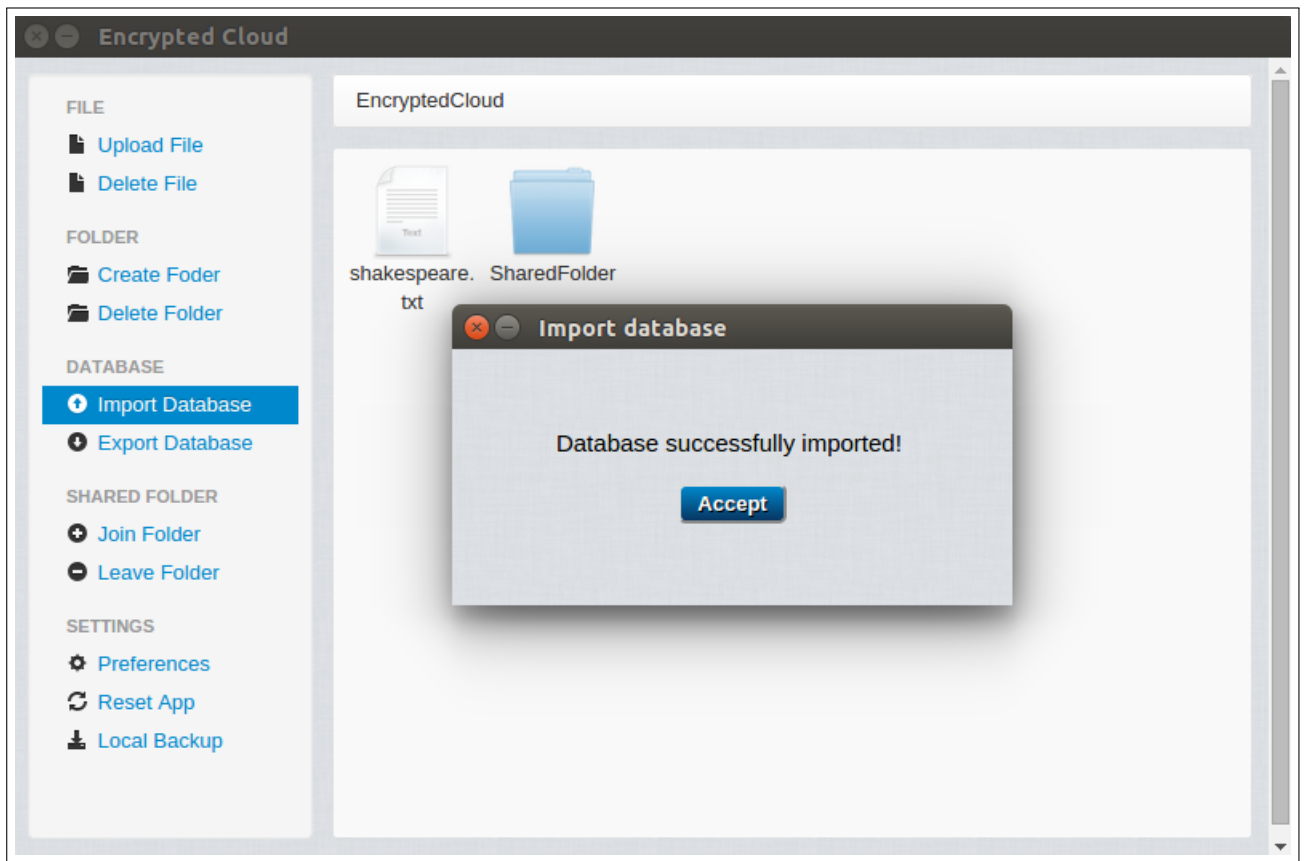 Encrypted Cloud
FILE
Upload File
Delete File
FOLDER
Create Foder
Delete Folder
DATABASE
Import Database
Export Database
SHARED FOLDER
Join Folder
Leave Folder
SETTINGS
Preferences
Reset App
Local Backup
EncryptedCloud
Text
shakespeare.
txt
SharedFolder
Import database
Database successfully imported!
Accept